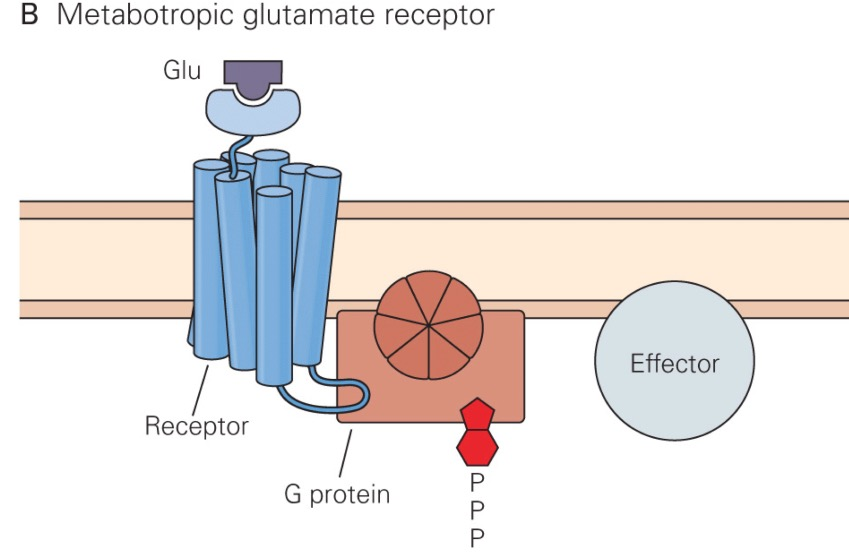 B Metabotropic glutamate receptor
Glu
Effector
Receptor
G protein
P
P
P